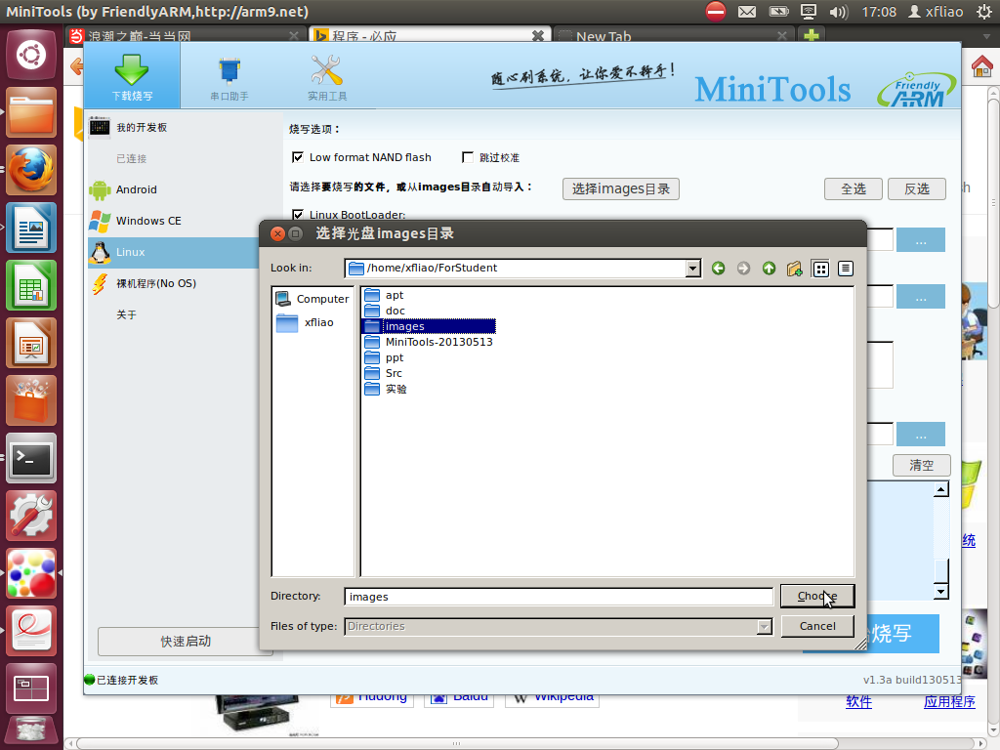 MiniTools (by FriendlyARM,http://arm9.net)
17:08
xfliao
浪潮之巅-当当网
程序 - 必应
New Tab
下载烧写
串口助手
实用工具
随心刷系统，让你爱不释手!
MiniTools
Friendly
ARM
我的开发板
已连接
Android
Windows CE
Linux
裸机程序(No OS)
关于
快速启动
烧写选项：
Low format NAND flash
跳过校准
请选择要烧写的文件，或从images目录自动导入：
选择images目录
全选
反选
Linux BootLoader:
...
...
...
清空
烧写
选择光盘images目录
Look in:
/home/xfliao/ForStudent
Computer
xfliao
apt
doc
images
MiniTools-20130513
ppt
Src
实验
Directory:
images
Choose
Files of type:
Directories
Cancel
已连接开发板
v1.3a build130513
Hudong
Baidu
Wikipedia
统
软件
应用程序